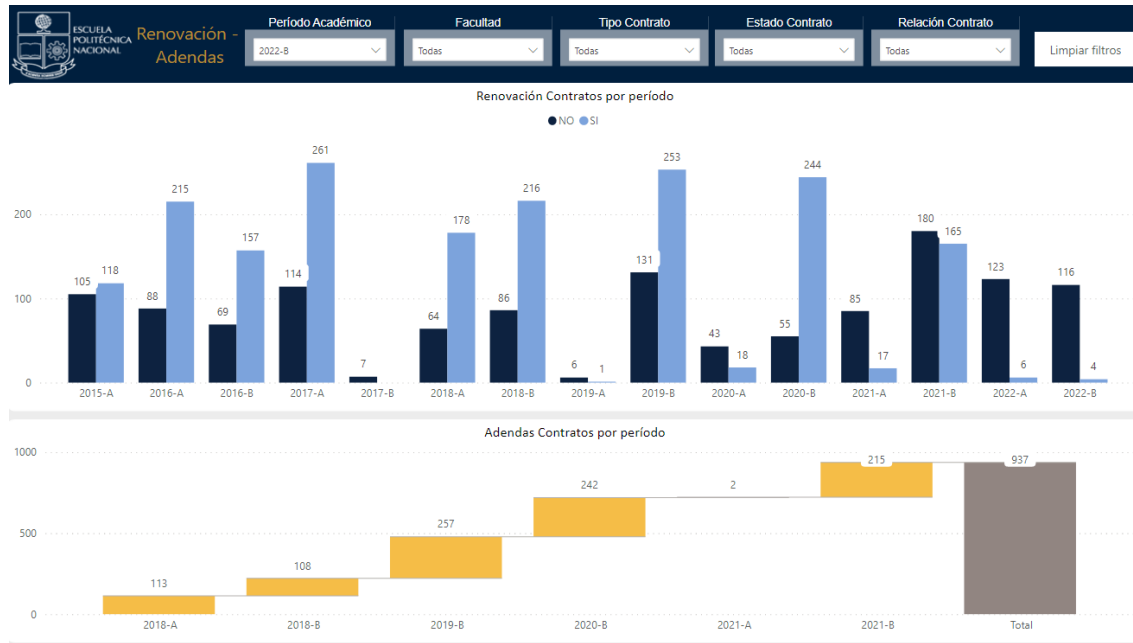 ESCUELA
POLITÉCNICA
NACIONAL
Renovación -
Adendas
Período Académico
2022-B
Facultad
Todas
Tipo Contrato
Todas
Estado Contrato
Todas
Relación Contrato
Todas
Limpiar filtros
Renovación Contratos por período
NO SI
200
100
0
105 118 88 215 69 157 114 261 7 64 178 86 216 6 1 131 253 43 18 55 244 85 17 180 165 123 6 116 4
2015-A 2016-A 2016-B 2017-A 2017-B 2018-A 2018-B 2019-A 2019-B 2020-A 2020-B 2021-A 2021-B 2022-A 2022-B
Adendas Contratos por período
1000
500
0
113 108 257 242 2 215 937
2018-A 2018-B 2019-B 2020-B 2021-A 2021-B Total